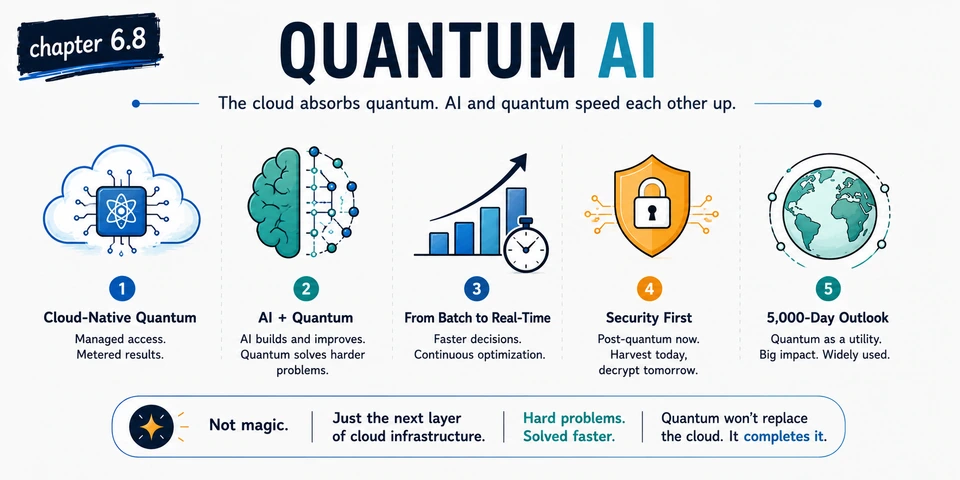 chapter 6.8
QUANTUM AI
The cloud absorbs quantum. AI and quantum speed each other up.
1
Cloud-Native Quantum
Managed access.
Metered results.
2
AI + Quantum
AI builds and improves.
Quantum solves harder
problems.
3
From Batch to Real-Time
Faster decisions.
Continuous optimization.
4
Security First
Post-quantum now.
Harvest today,
decrypt tomorrow.
5
5,000-Day Outlook
Quantum as a utility.
Big impact. Widely used.
Not magic.
Just the next layer
of cloud infrastructure.
Hard problems.
Solved faster.
Quantum won't replace
the cloud. It completes it.